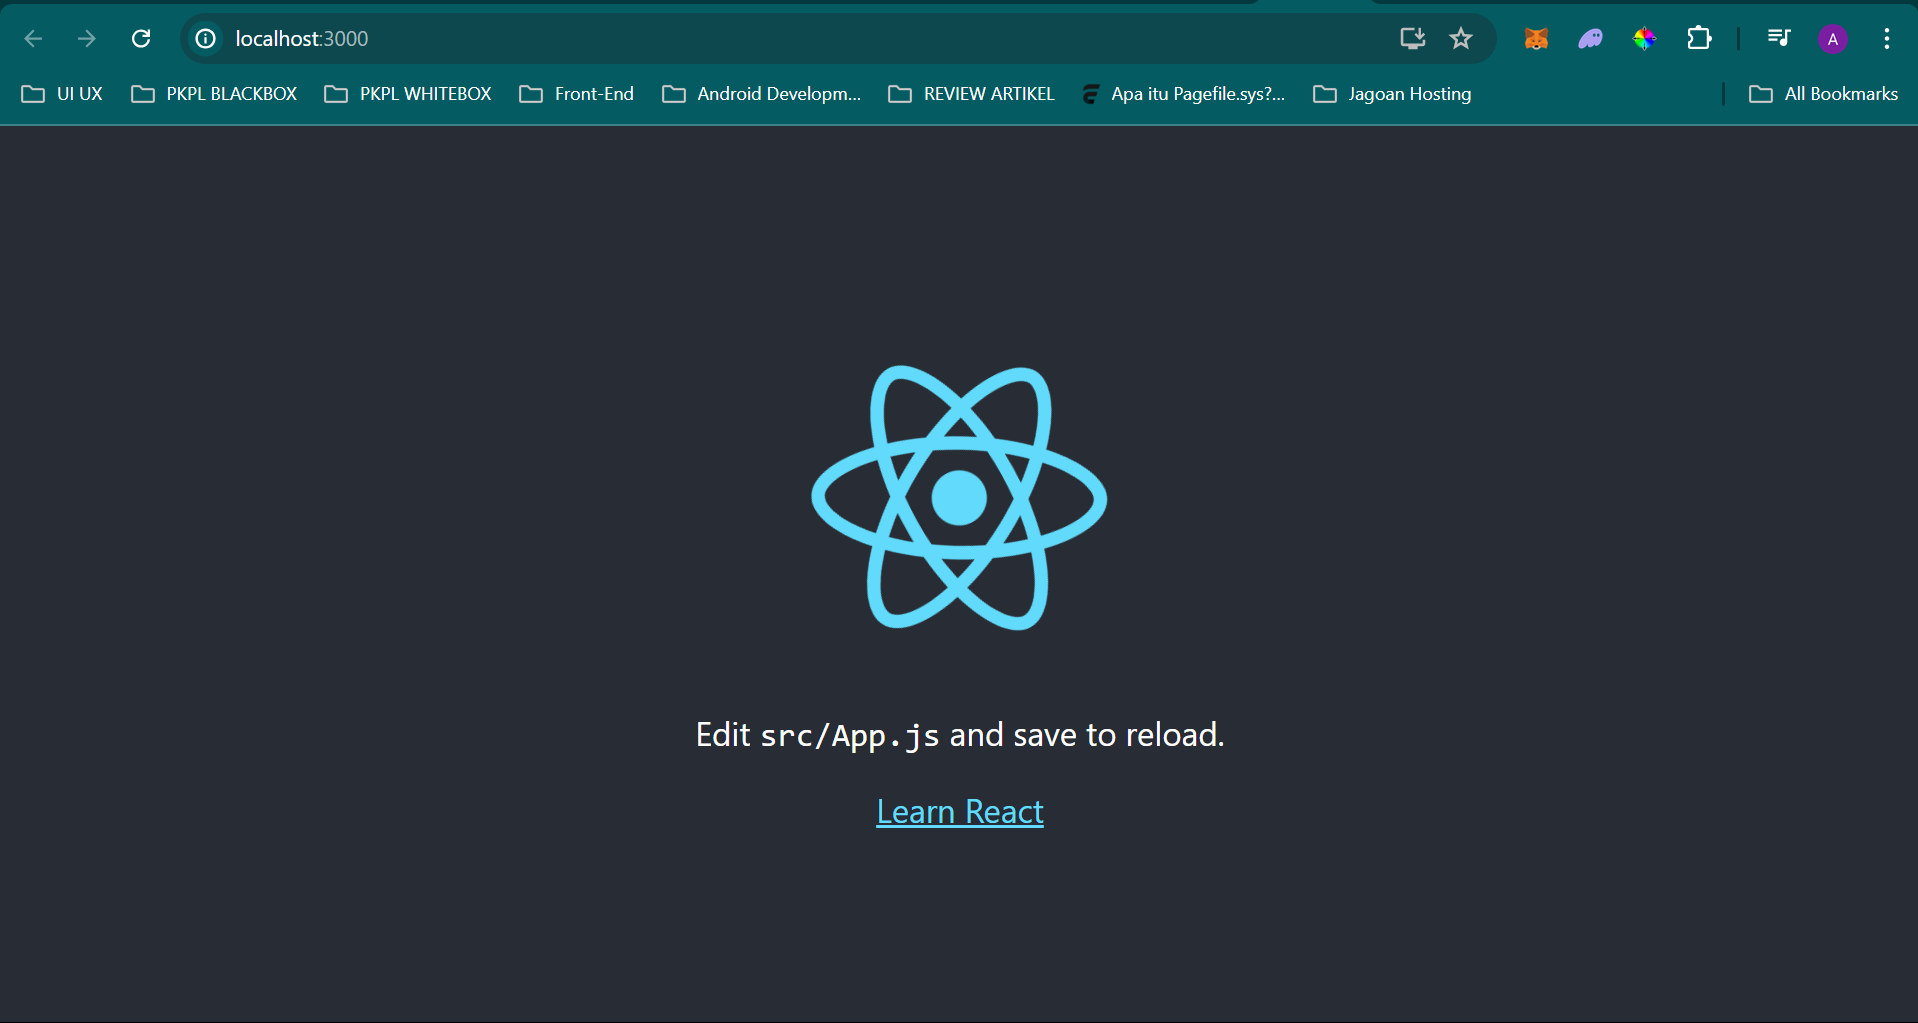 localhost:3000
A
UI UX PKPL BLACKBOX PKPL WHITEBOX Front-End Android Developm... REVIEW ARTIKEL Apa itu Pagefile.sys?... Jagoan Hosting All Bookmarks
Edit src/App.js and save to reload.
Learn React